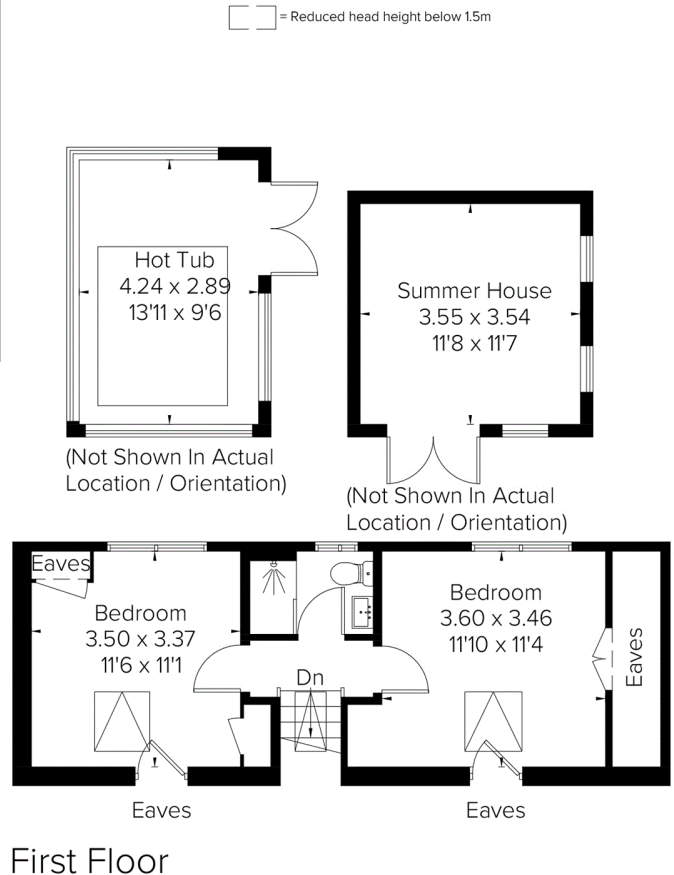 = Reduced head height below 1.5m
Hot Tub
4.24 x 2.89
13'11 x 9'6
(Not Shown In Actual
Location / Orientation)
Summer House
3.55 x 3.54
11'8 x 11'7
(Not Shown In Actual
Location / Orientation)
Eaves
Bedroom
3.50 x 3.37
11'6 x 11'1
Dn
Bedroom
3.60 x 3.46
11'10 x 11'4
Eaves
Eaves
Eaves
First Floor